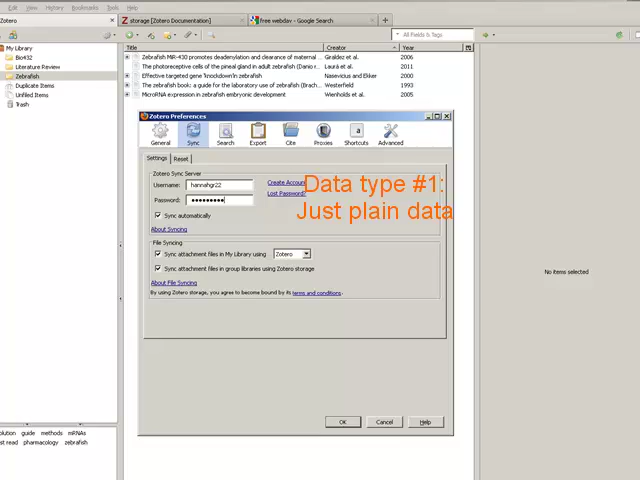 Edit View History Bookmarks Tools Help
Zotero
storage [Zotero Documentation]
free webdav - Google Search
All Fields & Tags
My Library
Bio432
Literature Review
Zebrafish
Duplicate Items
Unfiled Items
Trash
Title Creator Year
Zebrafish MiR-430 promotes deadenylation and clearance of maternal ... Giraldez et al. 2006
The photoreceptive cells of the pineal gland in adult zebrafish (Danio r... Laurà et al. 2011
Effective targeted gene 'knockdown' in zebrafish Nasevicius and Ekker 2000
The zebrafish book: a guide for the laboratory use of zebrafish (Brach... Westerfield 1993
MicroRNA expression in zebrafish embryonic development Wienholds et al. 2005
Zotero Preferences
General Sync Search Export Cite Proxies Shortcuts Advanced
Settings Reset
Zotero Sync Server
Username: hannahgr22 Create Account
Password: Lost Password?
Sync automatically
About Syncing
Data type #1:
Just plain data
File Syncing
Sync attachment files in My Library using Zotero
Sync attachment files in group libraries using Zotero storage
About File Syncing
By using Zotero storage, you agree to become bound by its terms and conditions.
OK Cancel Help
No items selected
guide methods mRNAs
pharmacology zebrafish